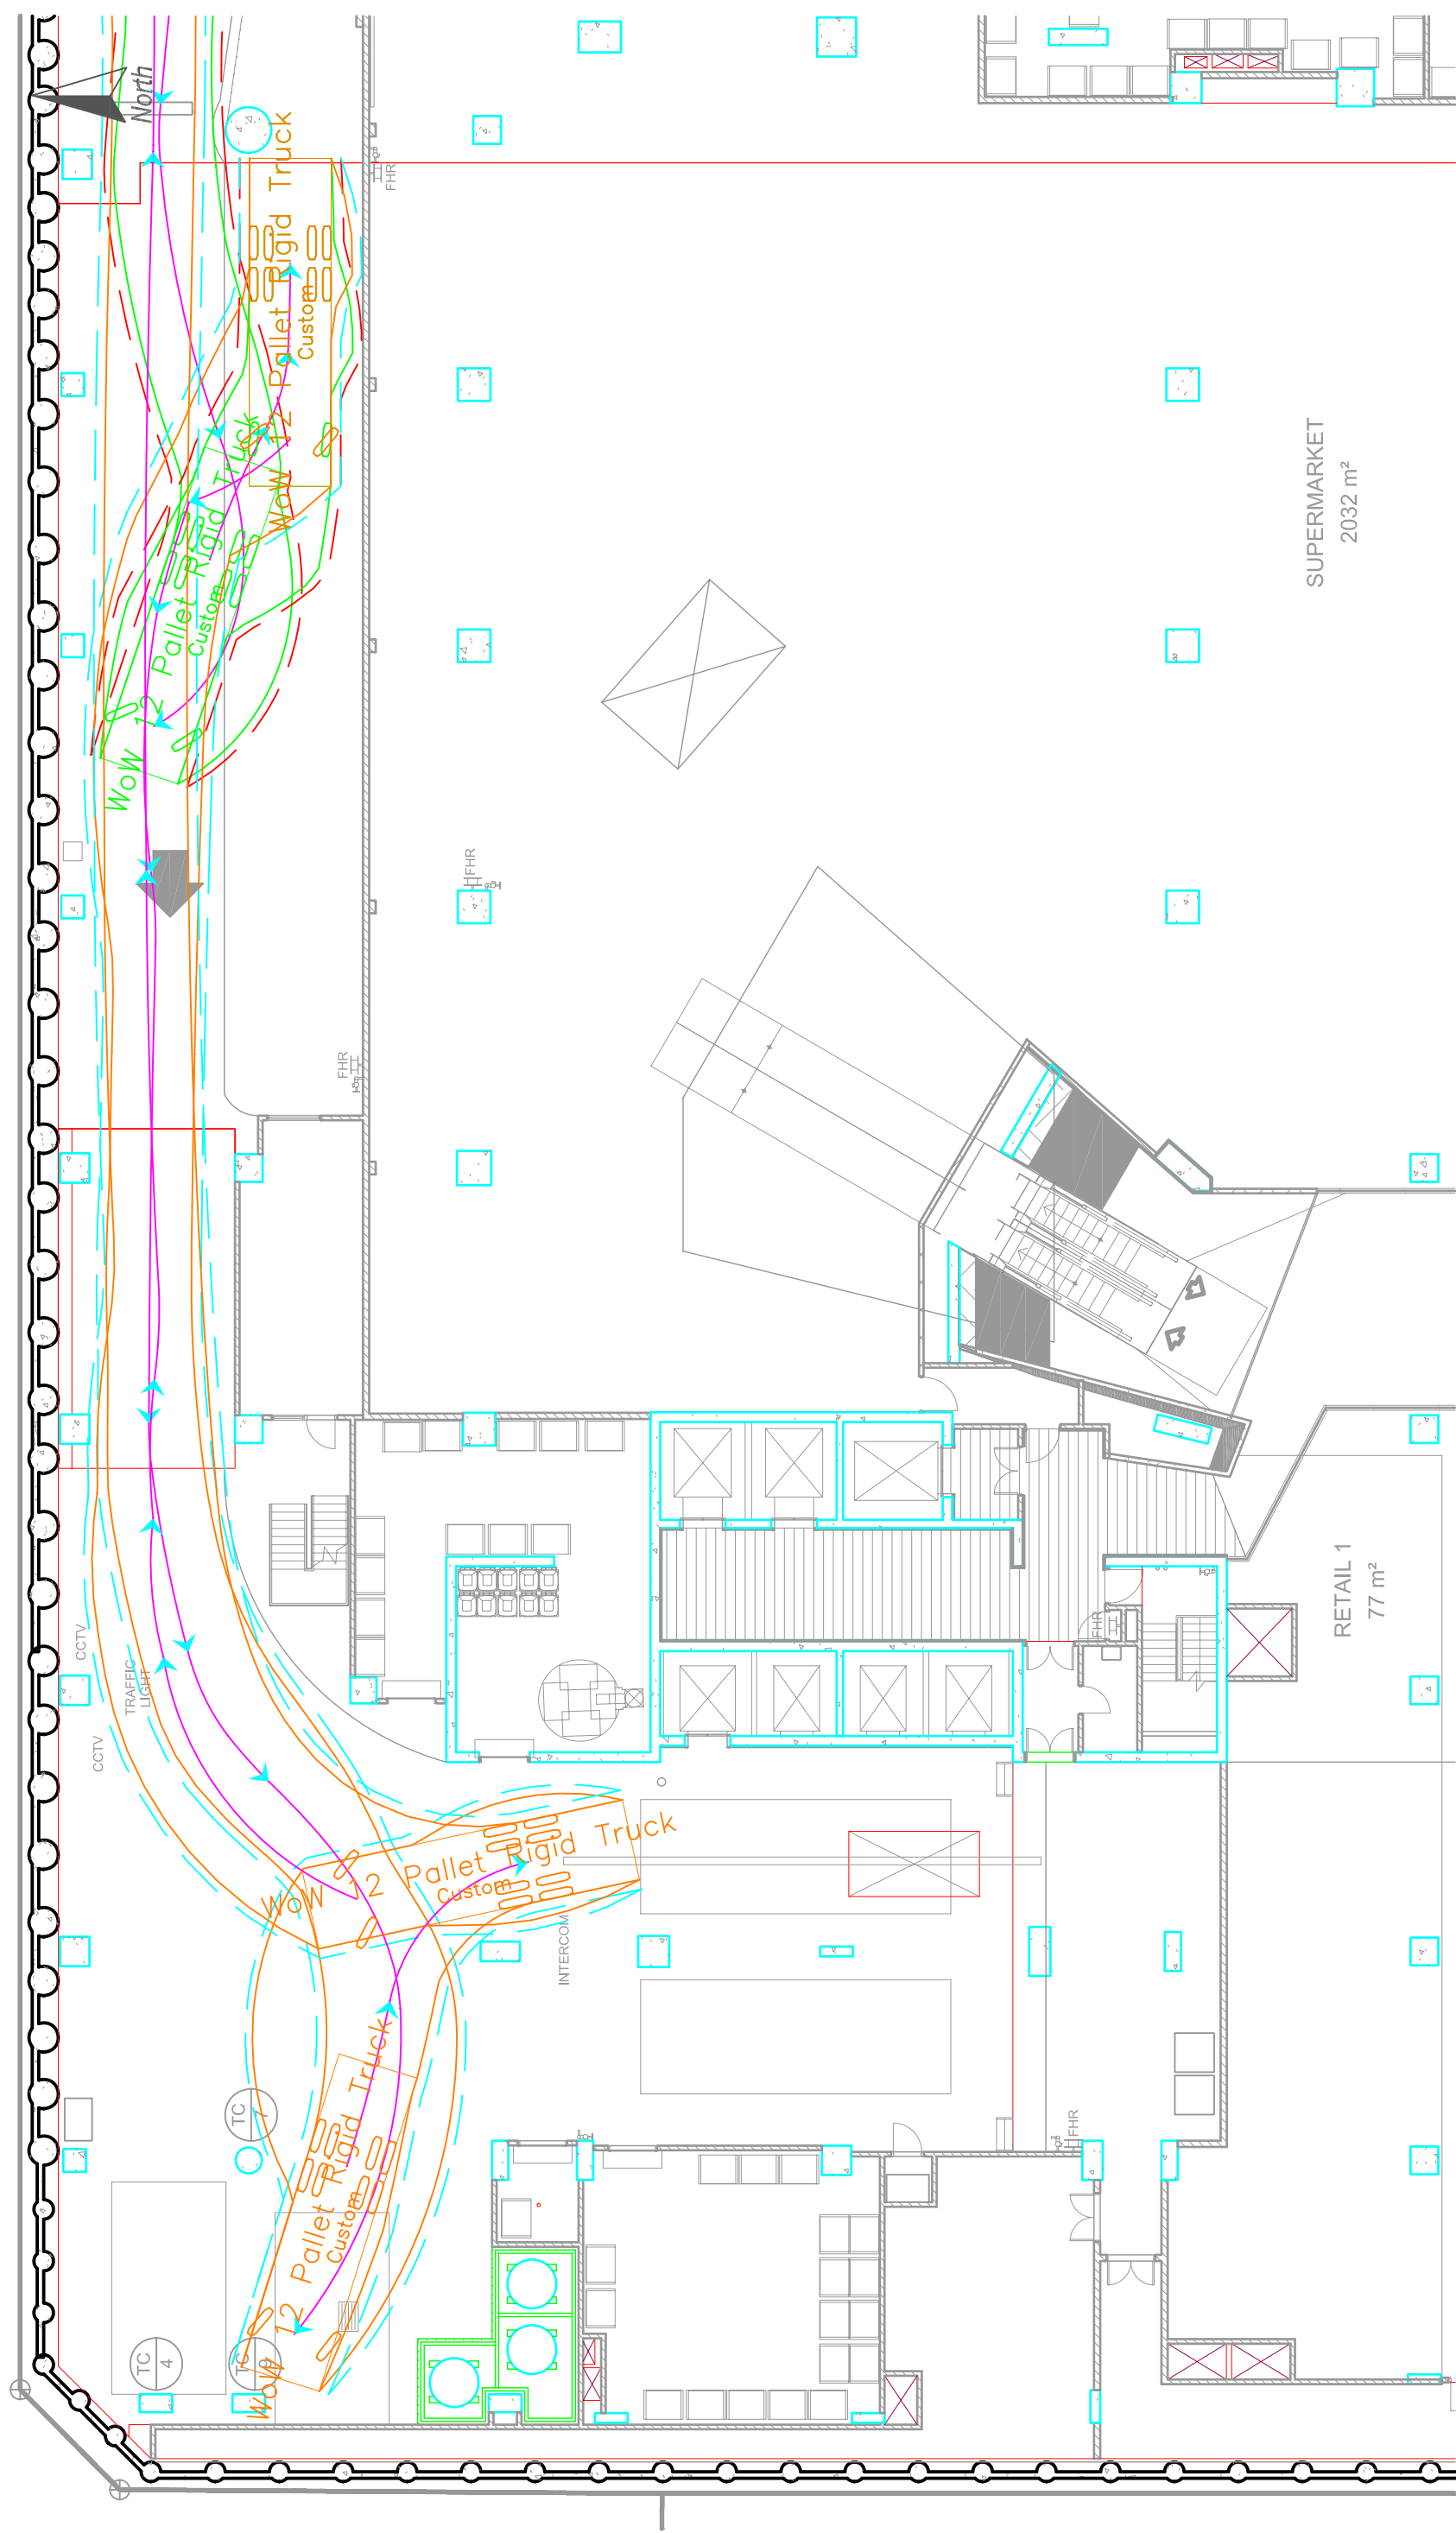 North
FHR
WoW 12 Pallet Rigid Truck
Custom
WoW 12 Pallet Rigid Truck
Custom
SUPERMARKET
2032 m²
FHR
FHR
CCTV
TRAFFIC
LIGHT
CCTV
RETAIL 1
77 m²
FHR
WoW 12 Pallet Rigid Truck
Custom
INTERCOM
TC
7
FHR
WoW 12 Pallet Rigid Truck
Custom
TC
4
TC